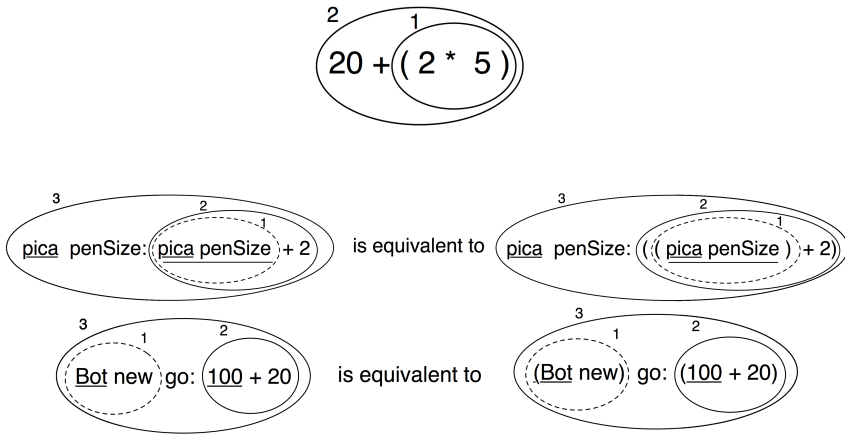 2
1
20 + ( 2 * 5 )
3
2
1
pica penSize: pica penSize + 2
is equivalent to
3
2
1
pica penSize: ( ( pica penSize ) + 2)
3
1
2
Bot new go: 100 + 20
is equivalent to
3
1
2
(Bot new) go: (100 + 20)